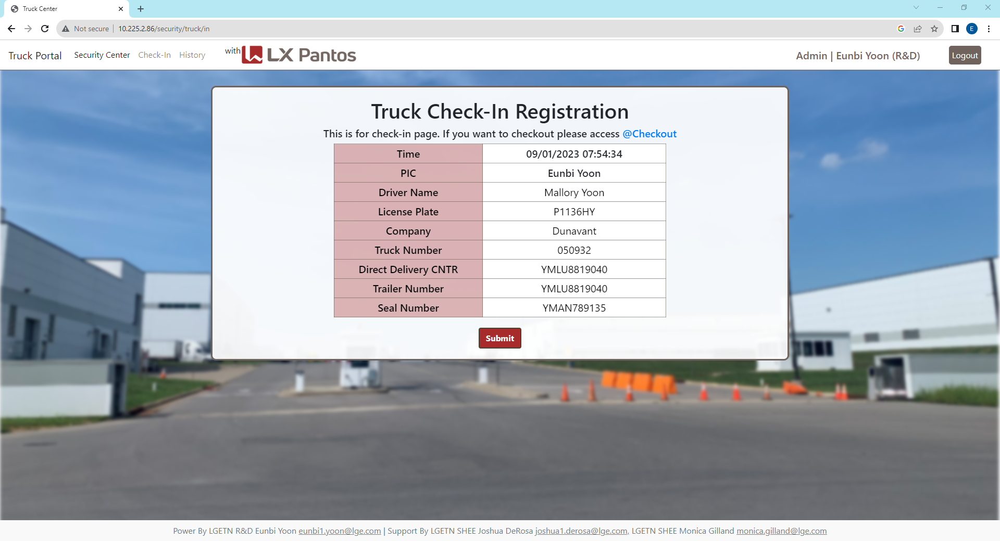 Truck Center
Not secure | 10.225.2.86/security/truck/in
E
Truck Portal Security Center Check-In History with LX Pantos Admin | Eunbi Yoon (R&D) Logout
Truck Check-In Registration
This is for check-in page. If you want to checkout please access @Checkout
Time 09/01/2023 07:54:34
PIC Eunbi Yoon
Driver Name Mallory Yoon
License Plate P1136HY
Company Dunavant
Truck Number 050932
Direct Delivery CNTR YMLU8819040
Trailer Number YMLU8819040
Seal Number YMAN789135
Submit
Power By LGETN R&D Eunbi Yoon eunbi1.yoon@lge.com | Support By LGETN SHEE Joshua DeRosa joshua1.derosa@lge.com, LGETN SHEE Monica Gilland monica.gilland@lge.com